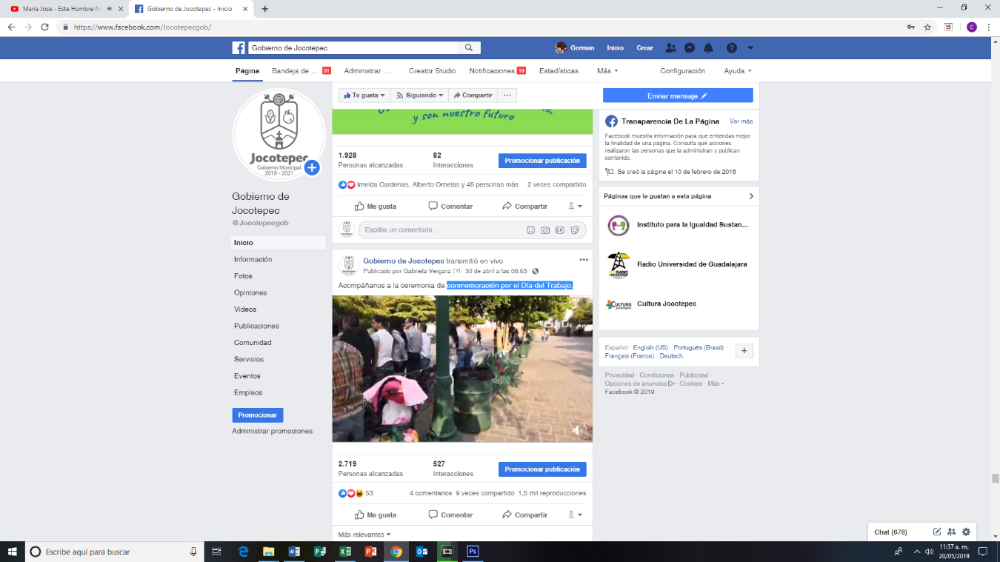 Maria Jose - Este Hombre No
Gobierno de Jocotepec - Inicio
https://www.facebook.com/Jocotepecgob/
Gobierno de Jocotepec
German Inicio Crear
Página Bandeja de ... 31 Administrar ... Creator Studio Notificaciones 19 Estadísticas Más Configuración Ayuda
Te gusta Siguiendo Compartir ...
Enviar mensaje
y son nuestro futuro
Jocotepec
Gobierno Municipal
2018 - 2021
Gobierno de
Jocotepec
@Jocotepecgob
Inicio
Información
Fotos
Opiniones
Videos
Publicaciones
Comunidad
Servicios
Eventos
Empleos
Promocionar
Administrar promociones
1.928 82
Personas alcanzadas Interacciones
Promocionar publicación
Imelda Cardenas, Alberto Ornelas y 45 personas más 2 veces compartido
Me gusta Comentar Compartir
Escribe un comentario...
GIF
Gobierno de Jocotepec transmitió en vivo.
Publicado por Gabriela Vergara [?] · 30 de abril a las 08:53 ·
Acompáñanos a la ceremonia de conmemoración por el Día del Trabajo.
2.719 527
Personas alcanzadas Interacciones
Promocionar publicación
53 4 comentarios 9 veces compartido 1,5 mil reproducciones
Me gusta Comentar Compartir
Más relevantes
Transparencia De La Página Ver más
Facebook muestra información para que entiendas mejor
la finalidad de una página. Consulta qué acciones
realizaron las personas que la administran y publican
contenido.
Se creó la página el 10 de febrero de 2016
Páginas que le gustan a esta página
Instituto para la Igualdad Sustan...
Radio Universidad de Guadalajara
Cultura Jocotepec
Español · English (US) · Português (Brasil) ·
Français (France) · Deutsch
Privacidad · Condiciones · Publicidad ·
Opciones de anuncios · Cookies · Más
Facebook © 2019
Chat (678)
Escribe aquí para buscar
11:37 a. m.
20/05/2019